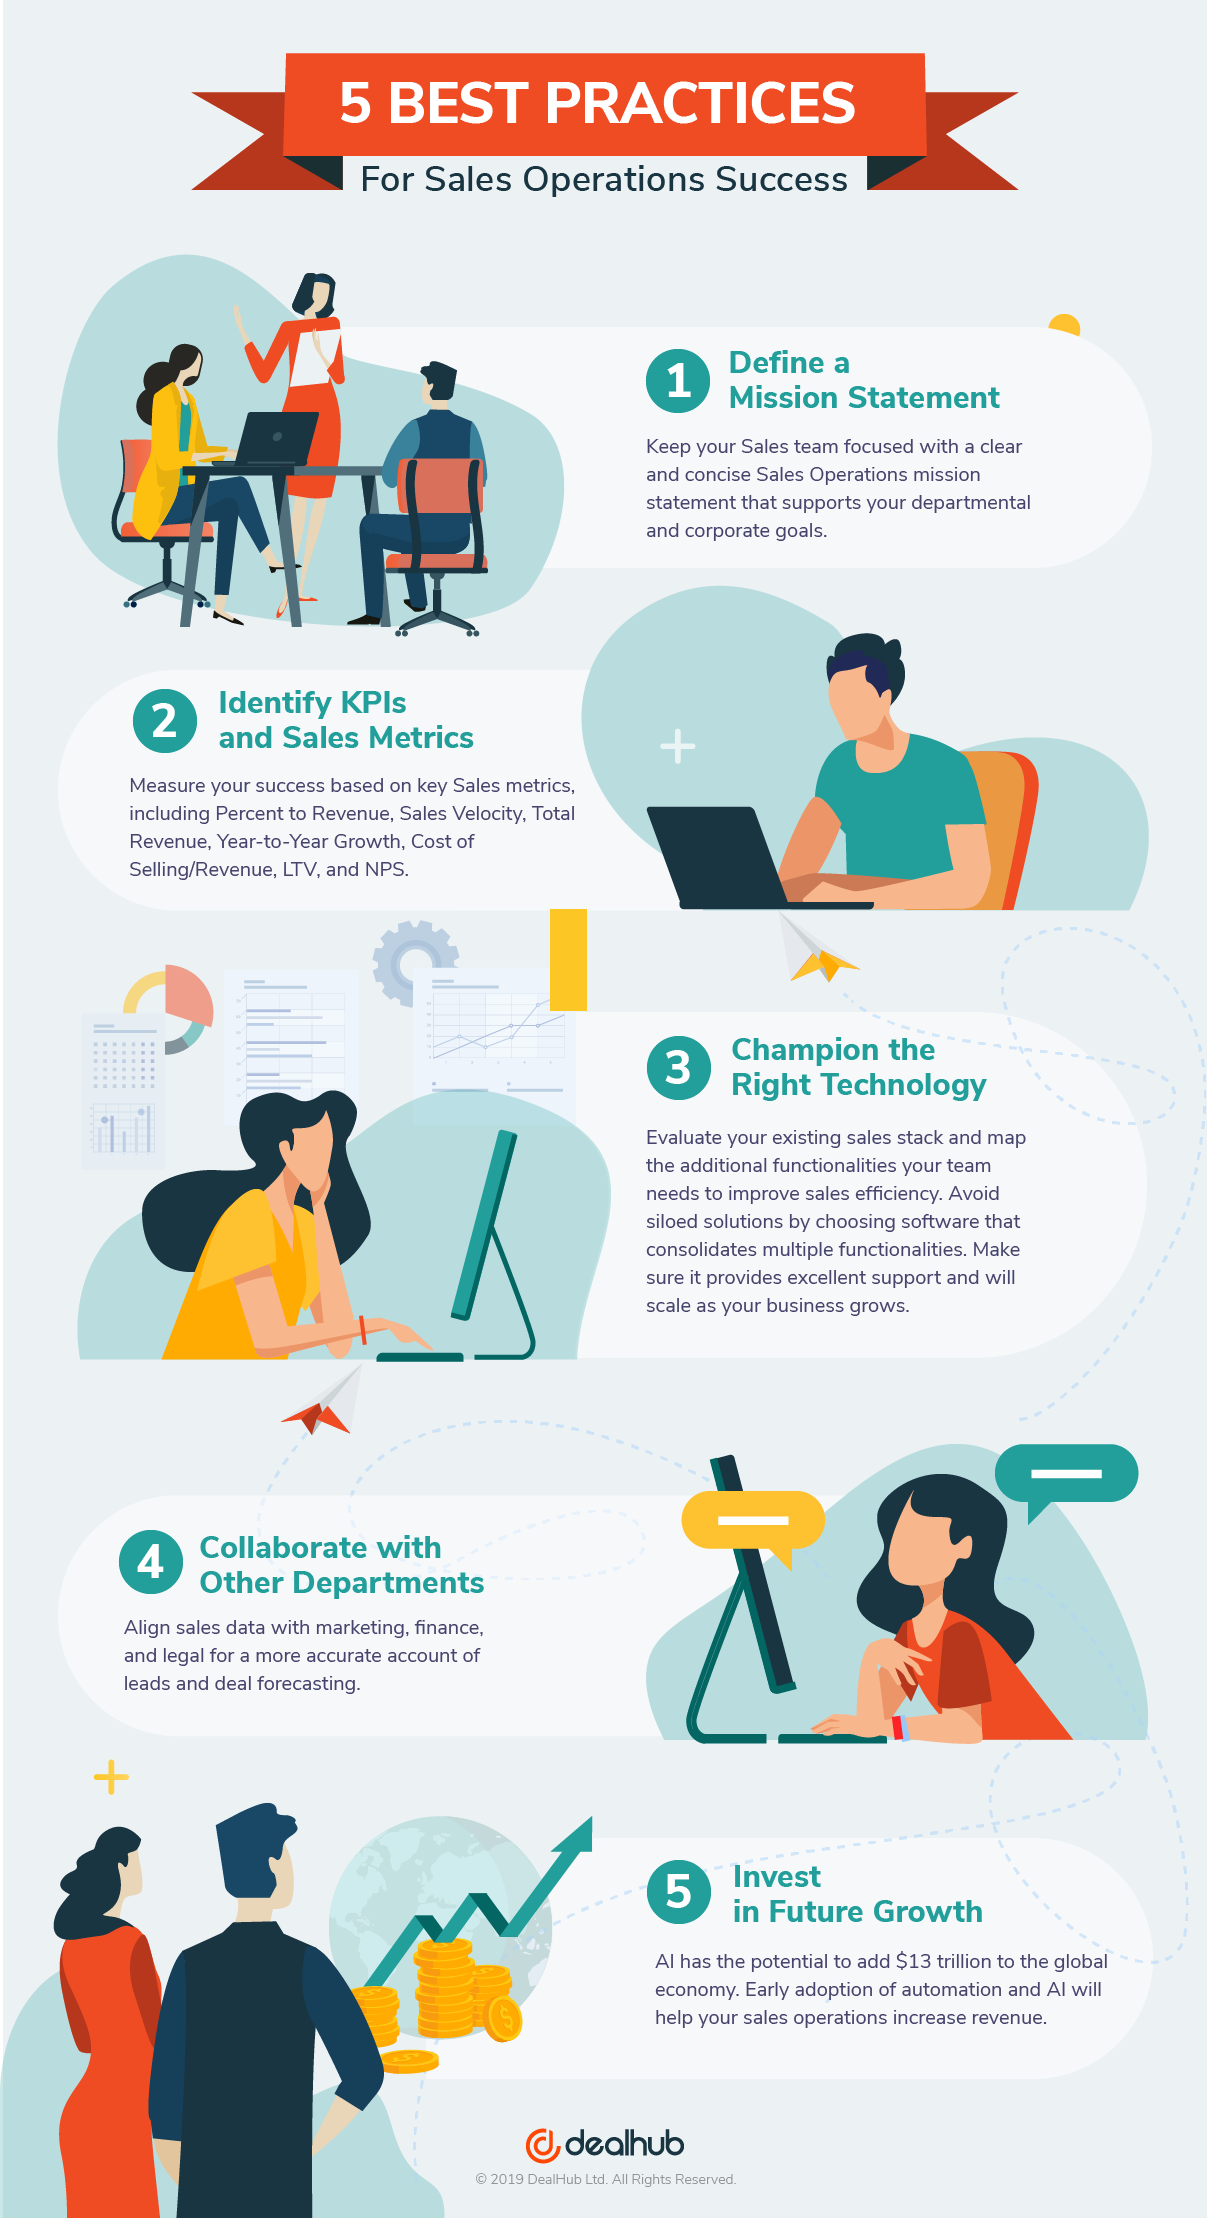 5 BEST PRACTICES
For Sales Operations Success
1
Define a
Mission Statement
Keep your Sales team focused with a clear
and concise Sales Operations mission
statement that supports your departmental
and corporate goals.
2
Identify KPIs
and Sales Metrics
Measure your success based on key Sales metrics,
including Percent to Revenue, Sales Velocity, Total
Revenue, Year-to-Year Growth, Cost of
Selling/Revenue, LTV, and NPS.
3
Champion the
Right Technology
Evaluate your existing sales stack and map
the additional functionalities your team
needs to improve sales efficiency. Avoid
siloed solutions by choosing software that
consolidates multiple functionalities. Make
sure it provides excellent support and will
scale as your business grows.
4
Collaborate with
Other Departments
Align sales data with marketing, finance,
and legal for a more accurate account of
leads and deal forecasting.
5
Invest
in Future Growth
AI has the potential to add $13 trillion to the global
economy. Early adoption of automation and AI will
help your sales operations increase revenue.
dealhub
© 2019 DealHub Ltd. All Rights Reserved.